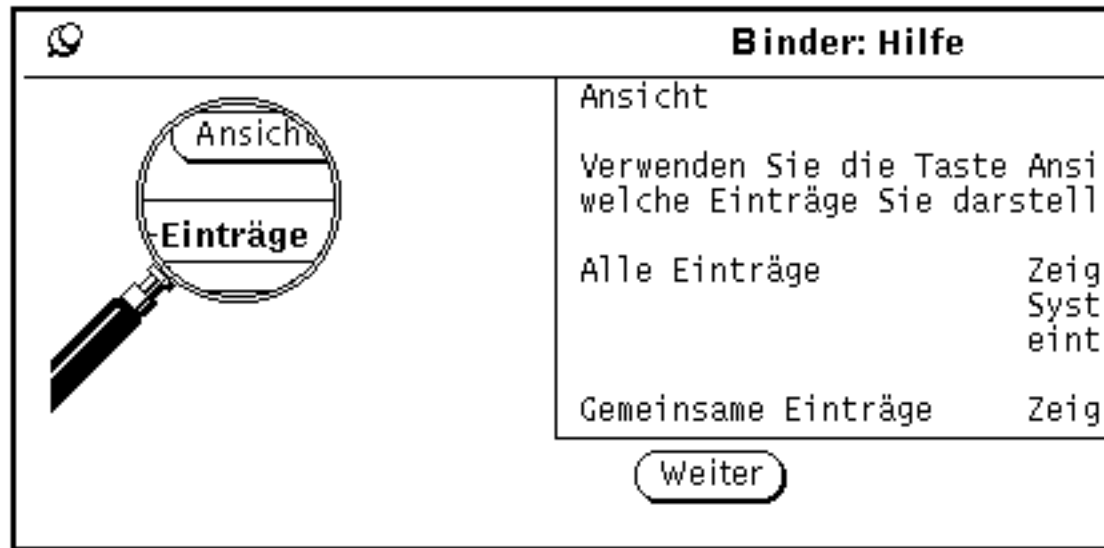 Binder: Hilfe
Ansicht
Einträge
Ansicht
Verwenden Sie die Taste Ansi
welche Einträge Sie darstell
Alle Einträge Zeig
Syst
eint
Gemeinsame Einträge Zeig
Weiter